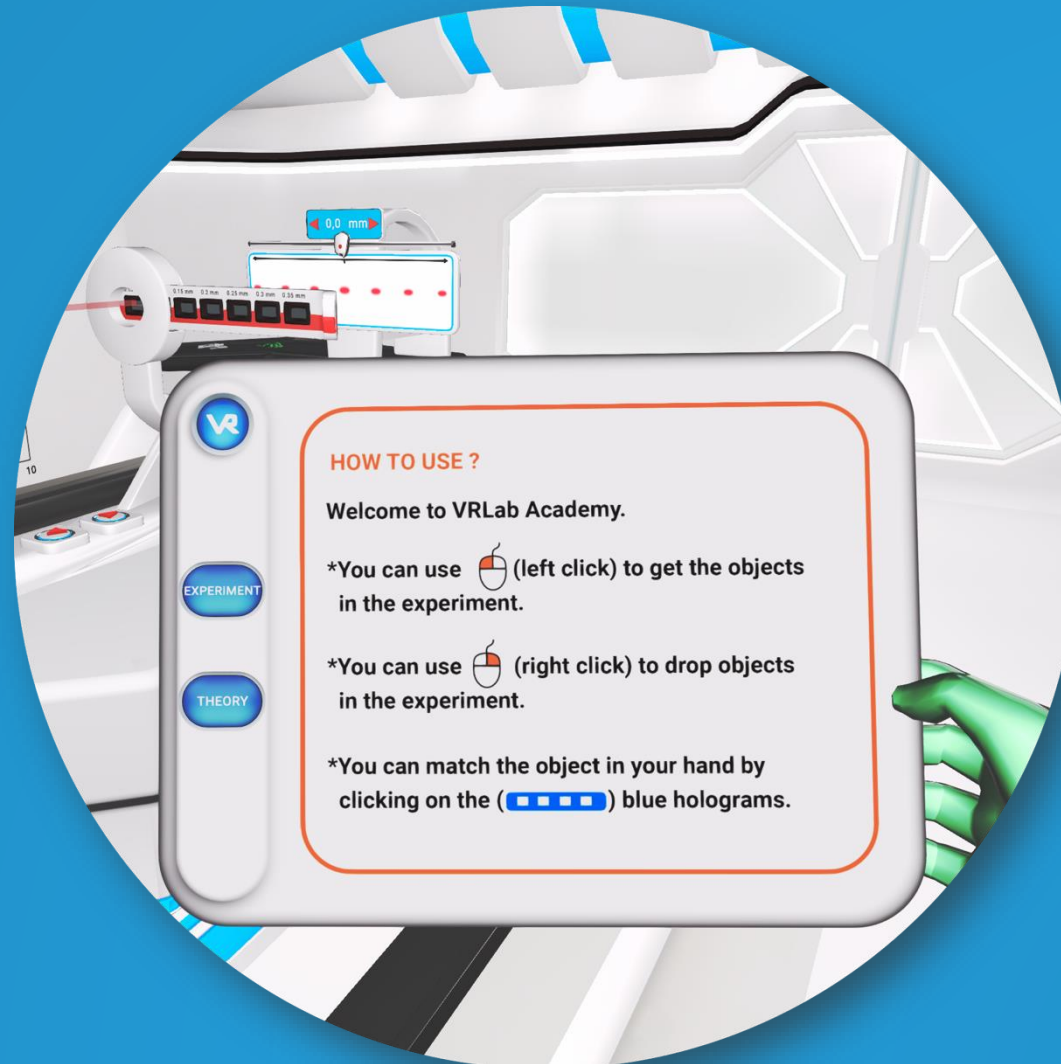 0,0 mm
0.15 mm 0.2 mm 0.25 mm 0.3 mm 0.35 mm
10
VR
EXPERIMENT
THEORY
HOW TO USE ?
Welcome to VRLab Academy.
*You can use (left click) to get the objects
in the experiment.
*You can use (right click) to drop objects
in the experiment.
*You can match the object in your hand by
clicking on the ( ) blue holograms.